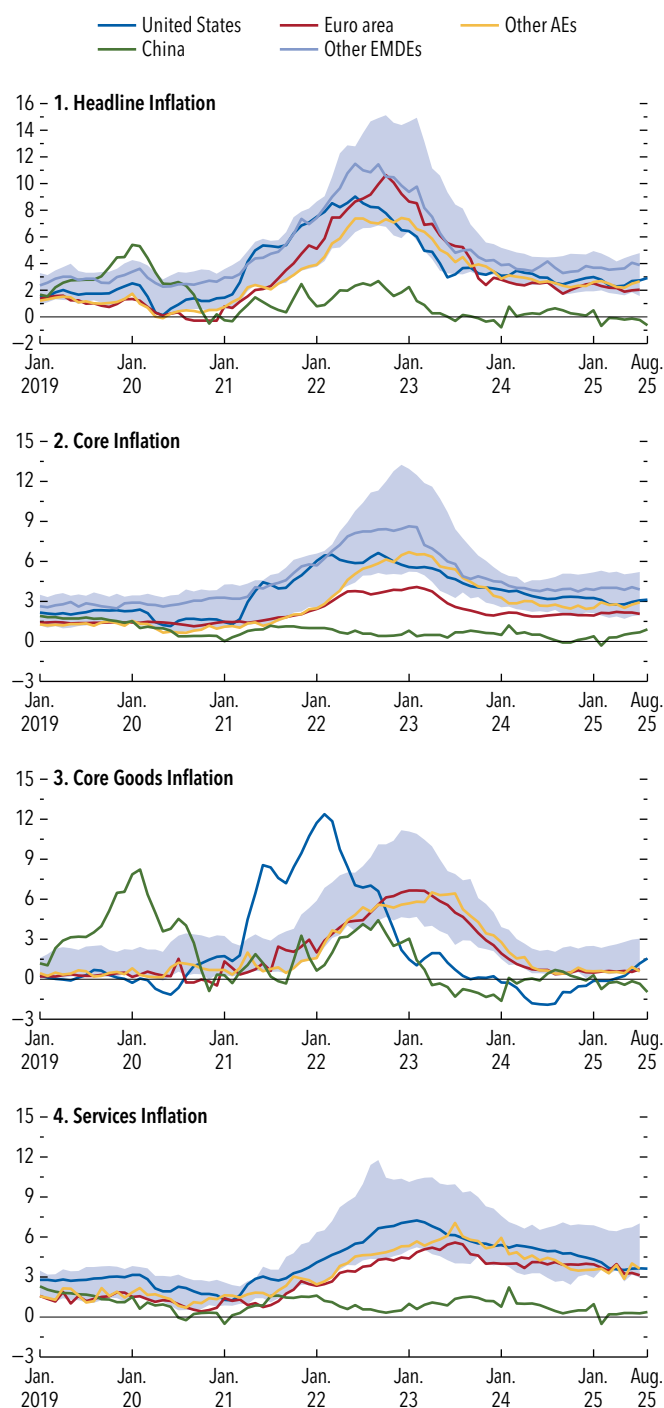 United States Euro area Other AEs
China Other EMDEs
1. Headline Inflation
16
14
12
10
8
6
4
2
0
−2
Jan. Jan. Jan. Jan. Jan. Jan. Jan. Aug.
2019 20 21 22 23 24 25 25
2. Core Inflation
15
12
9
6
3
0
−3
Jan. Jan. Jan. Jan. Jan. Jan. Jan. Aug.
2019 20 21 22 23 24 25 25
3. Core Goods Inflation
15
12
9
6
3
0
−3
Jan. Jan. Jan. Jan. Jan. Jan. Jan. Aug.
2019 20 21 22 23 24 25 25
4. Services Inflation
15
12
9
6
3
0
−3
Jan. Jan. Jan. Jan. Jan. Jan. Jan. Aug.
2019 20 21 22 23 24 25 25